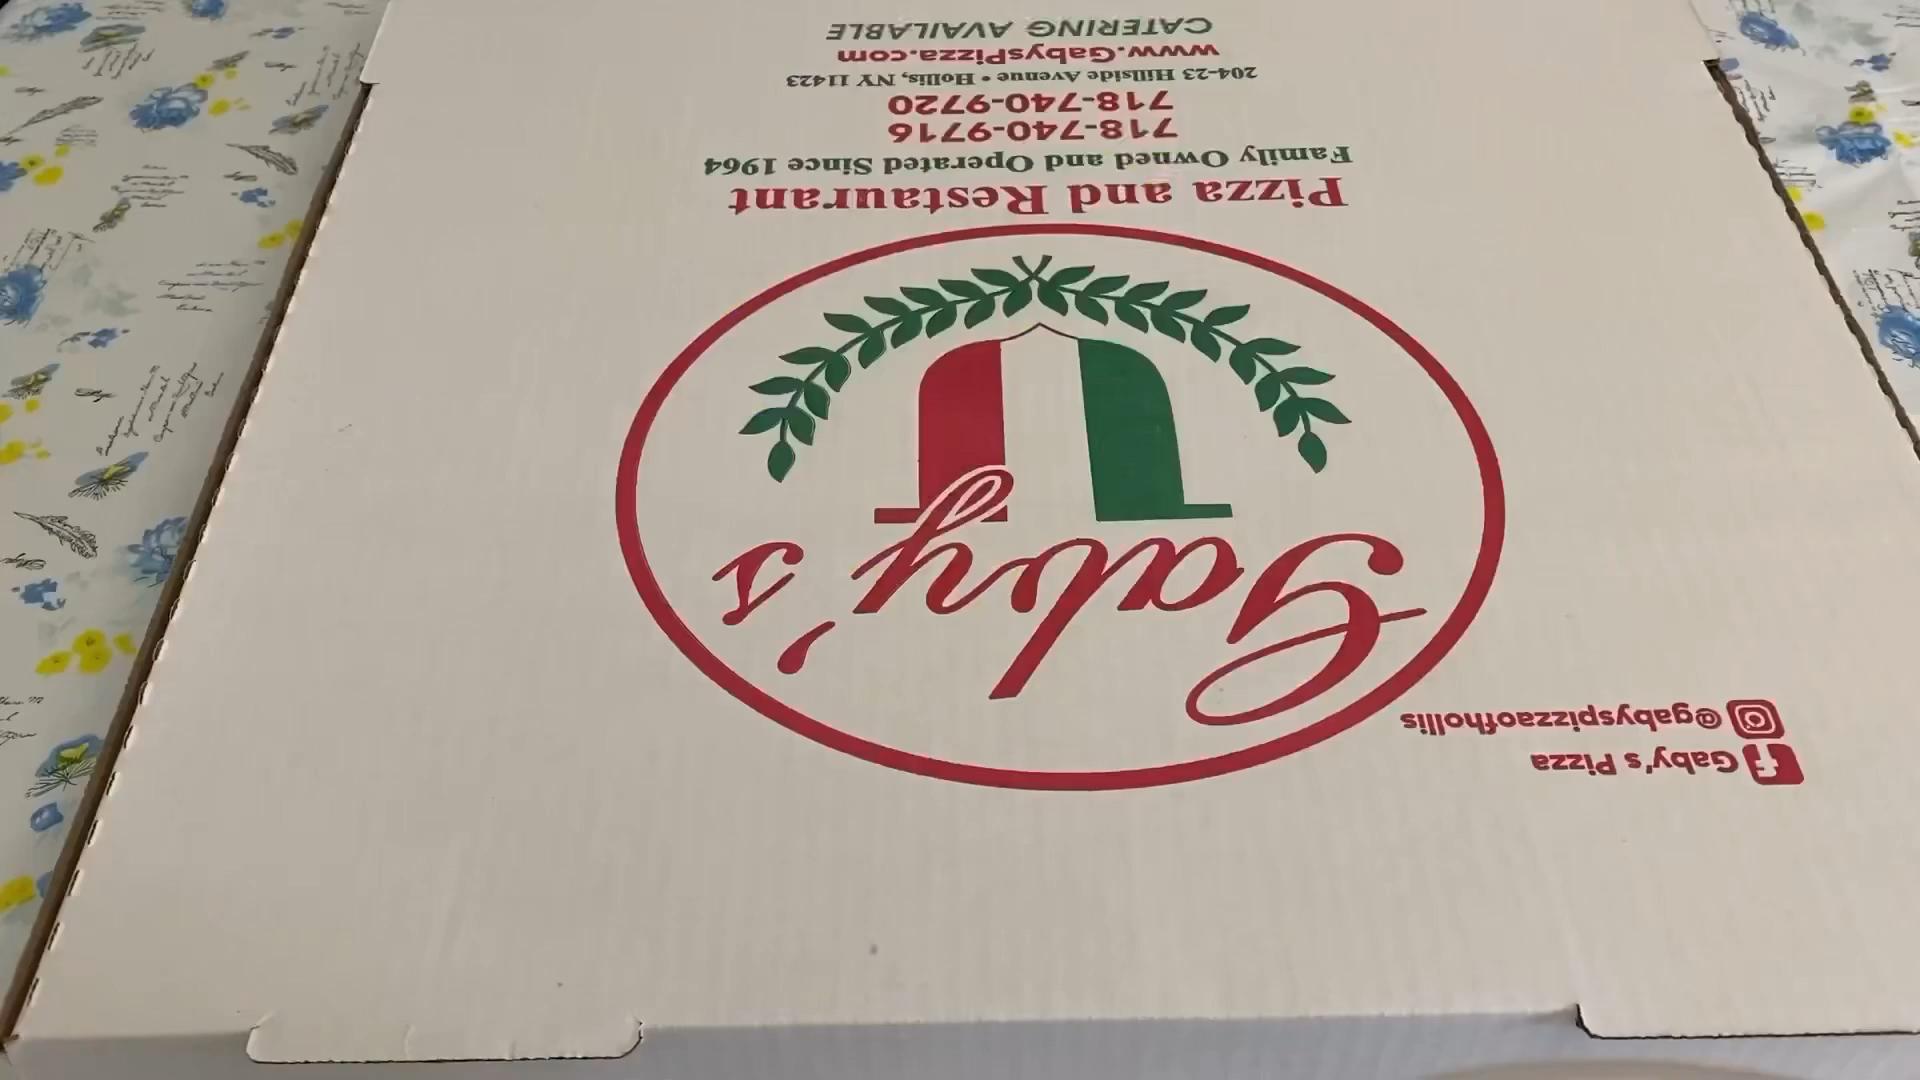 Gaby's Pizza
@gabyspizzaofhollis
Gaby's
Pizza and Restaurant
Family Owned and Operated Since 1964
718-740-9716
718-740-9720
204-23 Hillside Avenue • Hollis, NY 11423
www.GabysPizza.com
CATERING AVAILABLE